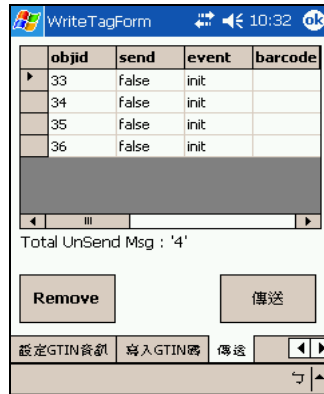 WriteTagForm 10:32 ok
objid send event barcode
33 false init
34 false init
35 false init
36 false init
Total UnSend Msg : '4'
Remove 傳送
設定GTIN資訊 寫入GTIN碼 傳送
ㄅ